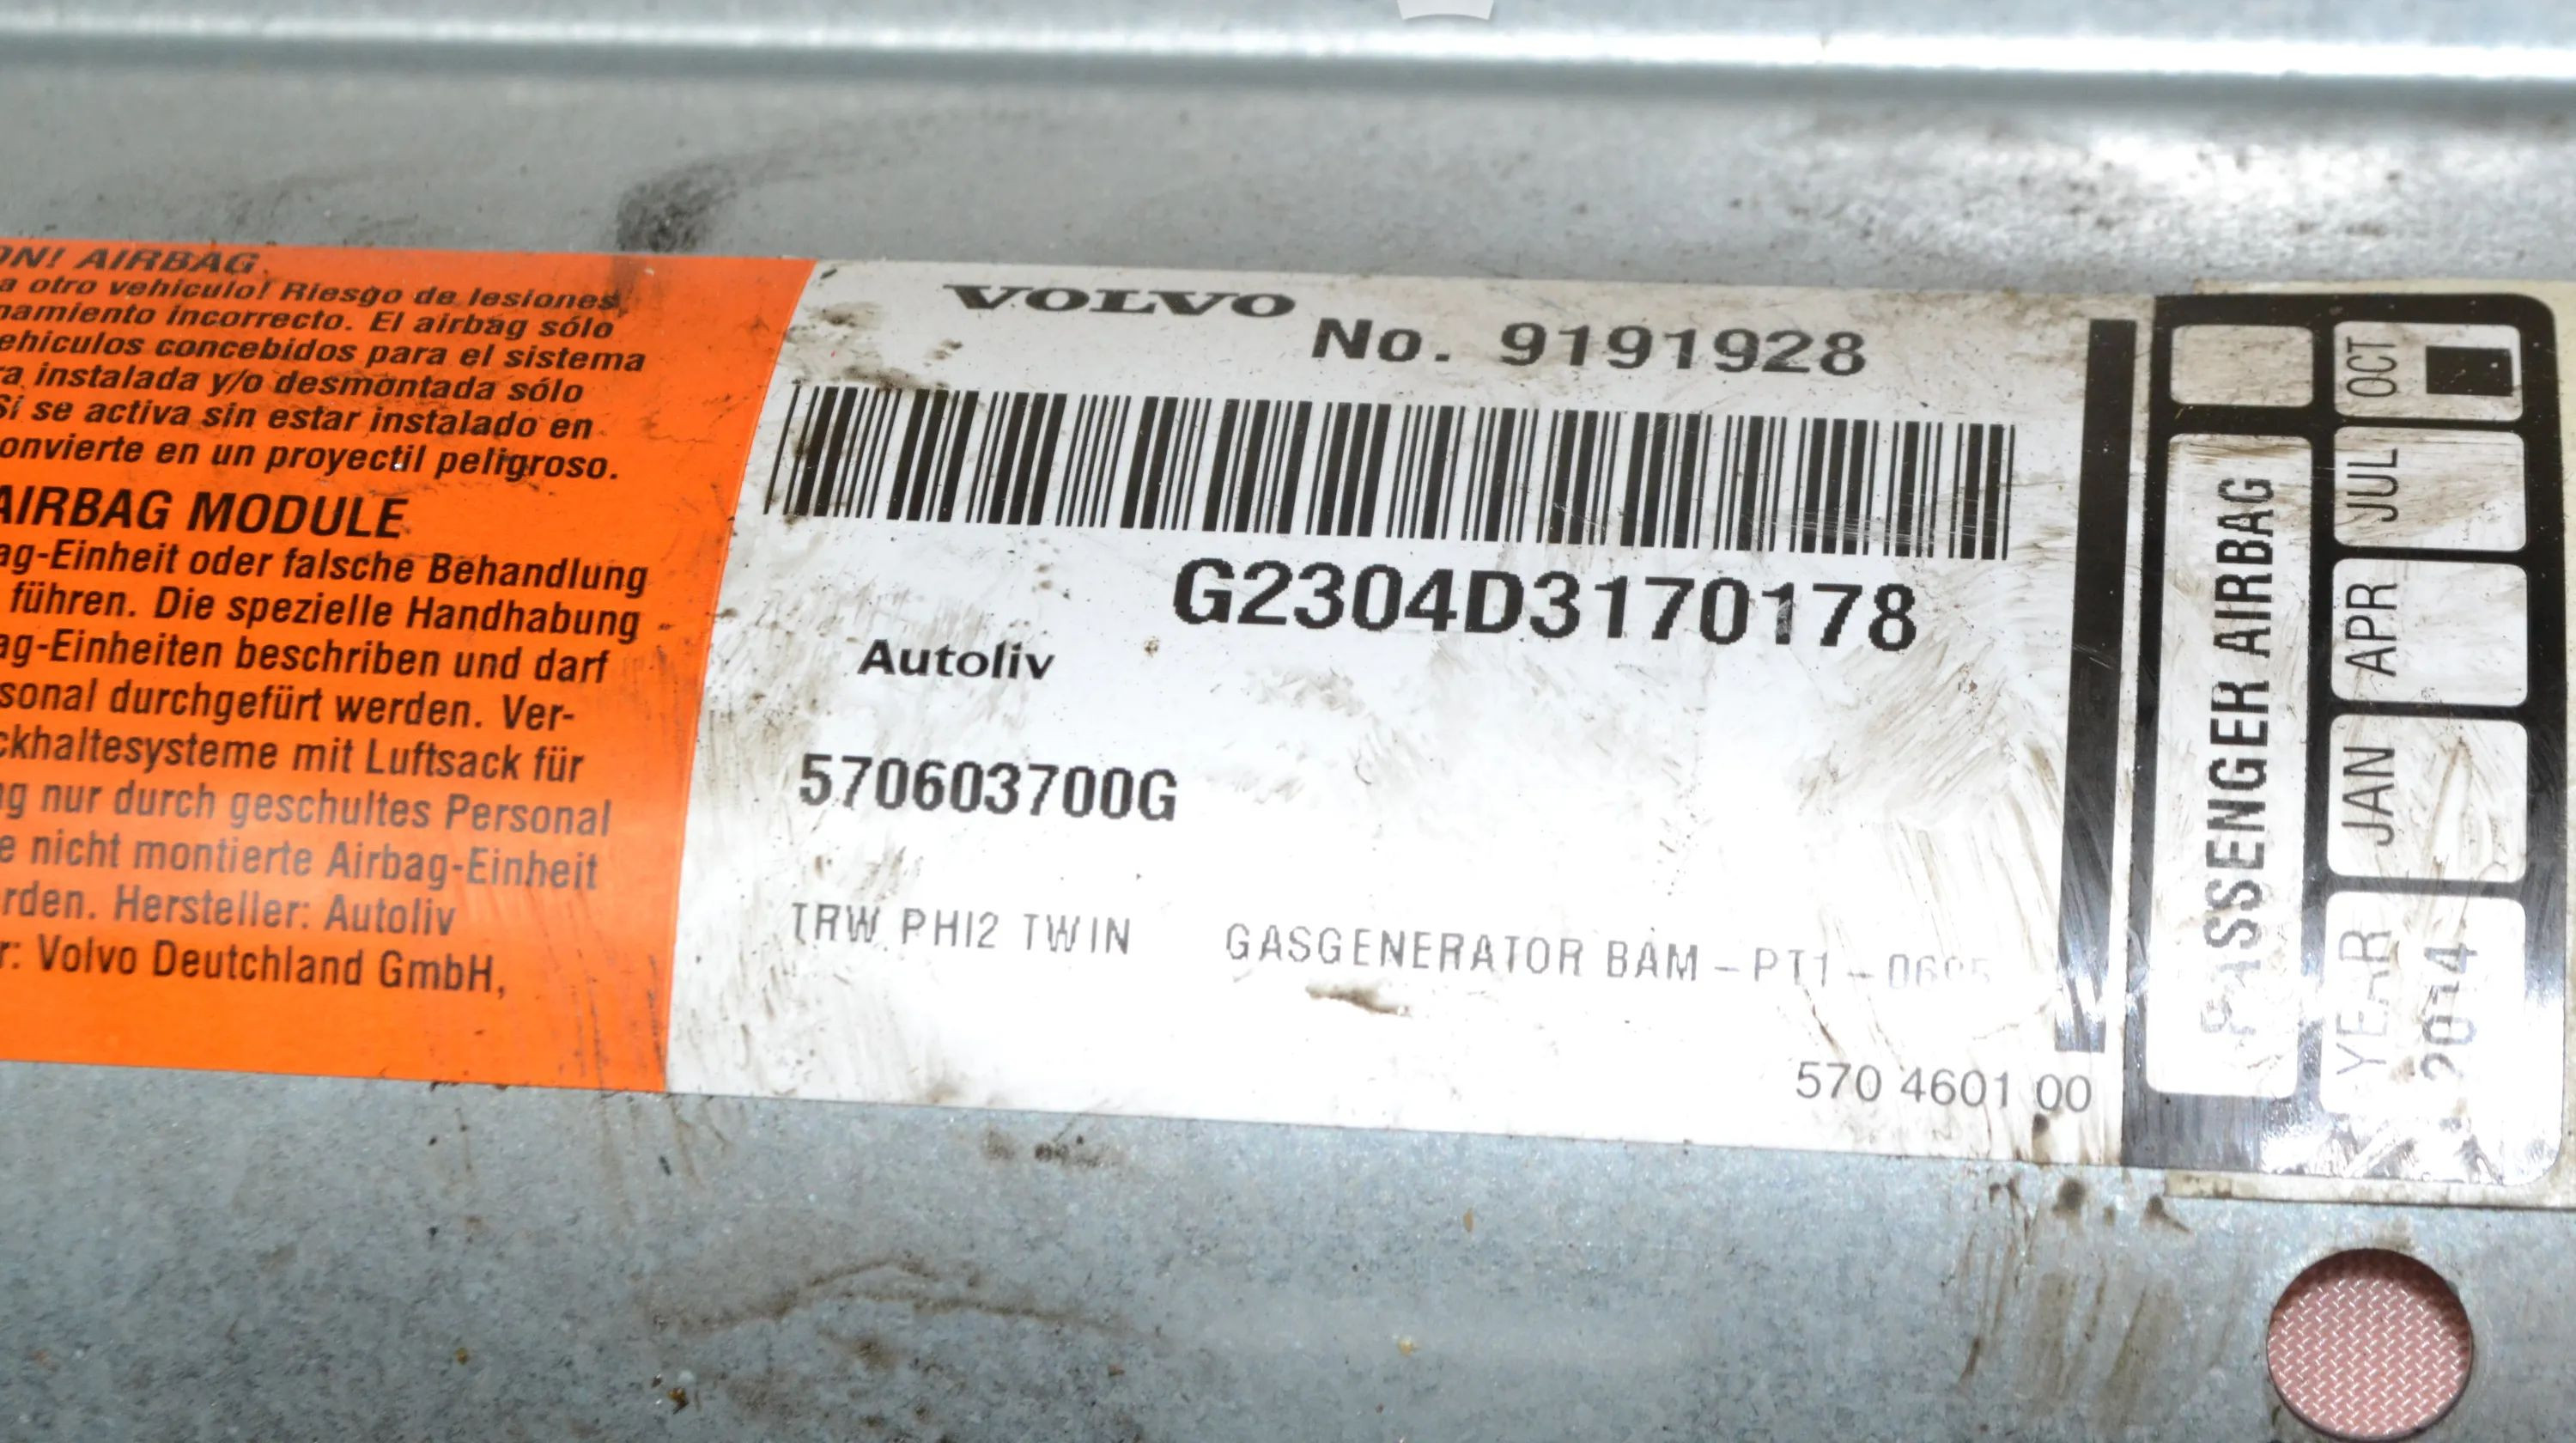 ON! AIRBAG
a otro vehiculo! Riesgo de lesiones,
namiento incorrecto. El airbag sólo
ehiculos concebidos para el sistema
ra instalada y/o desmontada sólo
Si se activa sin estar instalado en
onvierte en un proyectil peligroso.
AIRBAG MODULE
ag-Einheit oder falsche Behandlung
führen. Die spezielle Handhabung
ag-Einheiten beschriben und darf
sonal durchgefürt werden. Ver-
ckhaltesysteme mit Luftsack für
ng nur durch geschultes Personal
e nicht montierte Airbag-Einheit
rden. Hersteller: Autoliv
r: Volvo Deutchland GmbH,
VOLVO
No. 9191928
G2304D3170178
Autoliv
570603700G
TRW PHI2 TWIN GASGENERATOR BAM-PT1-
570 4601 00
PASSENGER AIRBAG
YEAR JAN APR JUL OCT
2014